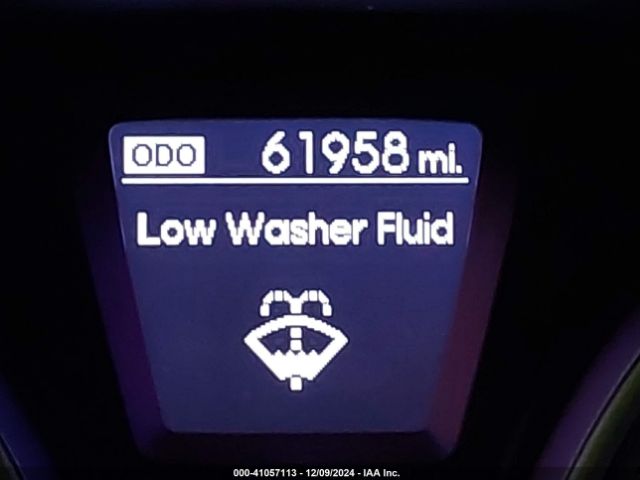 ODO 61958 mi.
Low Washer Fluid
000-41057113 - 12/09/2024 - IAA Inc.